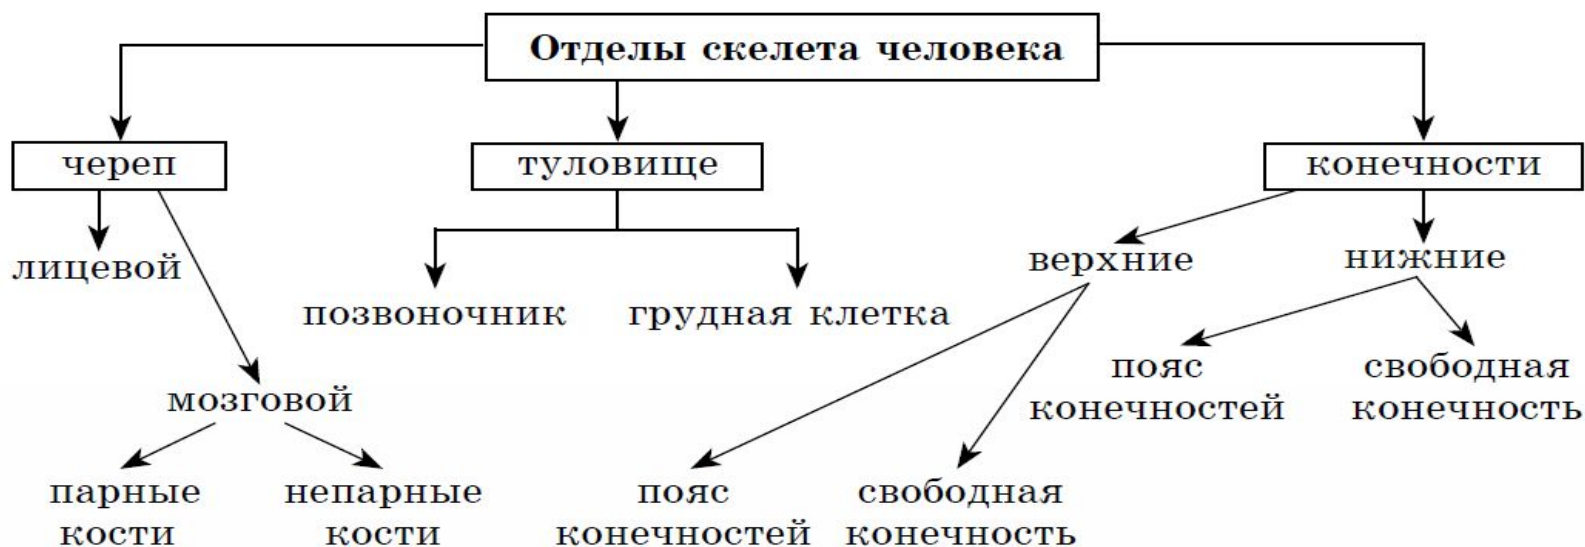 Отделы скелета человека
череп
туловище
конечности
лицевой
верхние
нижние
позвоночник
грудная клетка
мозговой
пояс
конечностей
свободная
конечность
парные
кости
непарные
кости
пояс
конечностей
свободная
конечность